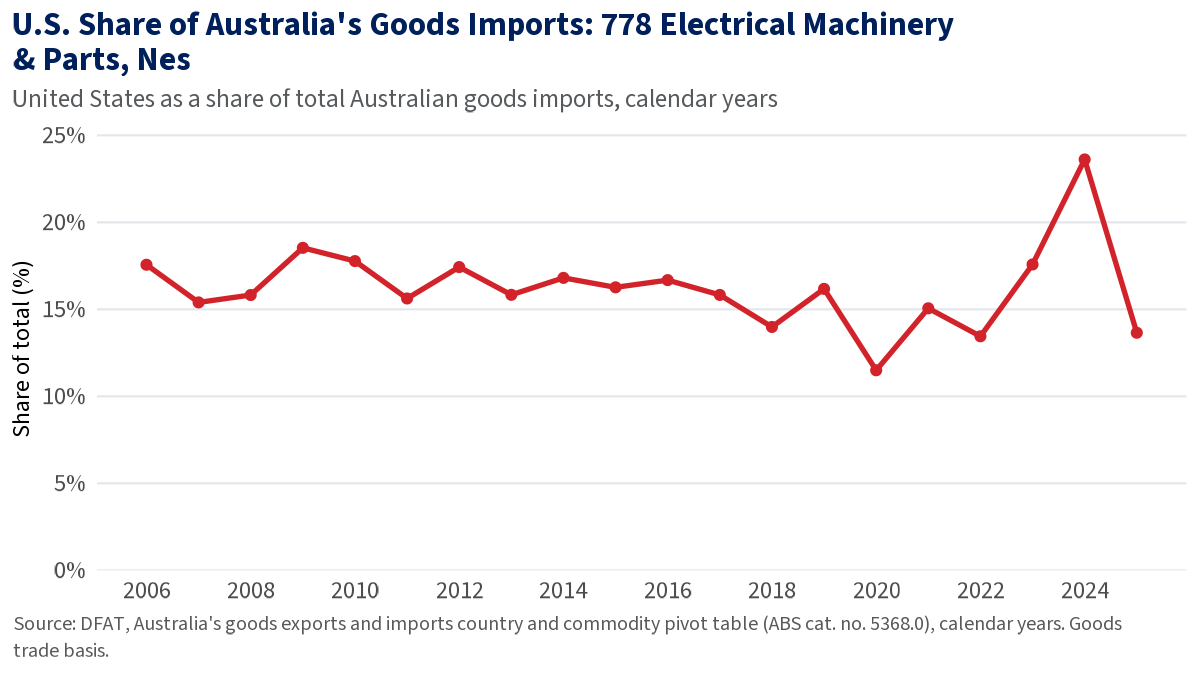 U.S. Share of Australia's Goods Imports: 778 Electrical Machinery
& Parts, Nes
United States as a share of total Australian goods imports, calendar years
25%
20%
15%
10%
5%
0%
Share of total (%)
2006 2008 2010 2012 2014 2016 2018 2020 2022 2024
Source: DFAT, Australia's goods exports and imports country and commodity pivot table (ABS cat. no. 5368.0), calendar years. Goods
trade basis.